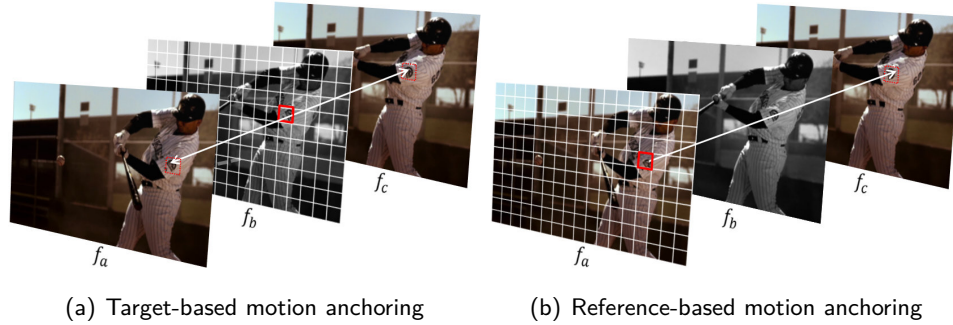 f_c
f_b
f_a
f_c
f_b
f_a
(a) Target-based motion anchoring
(b) Reference-based motion anchoring